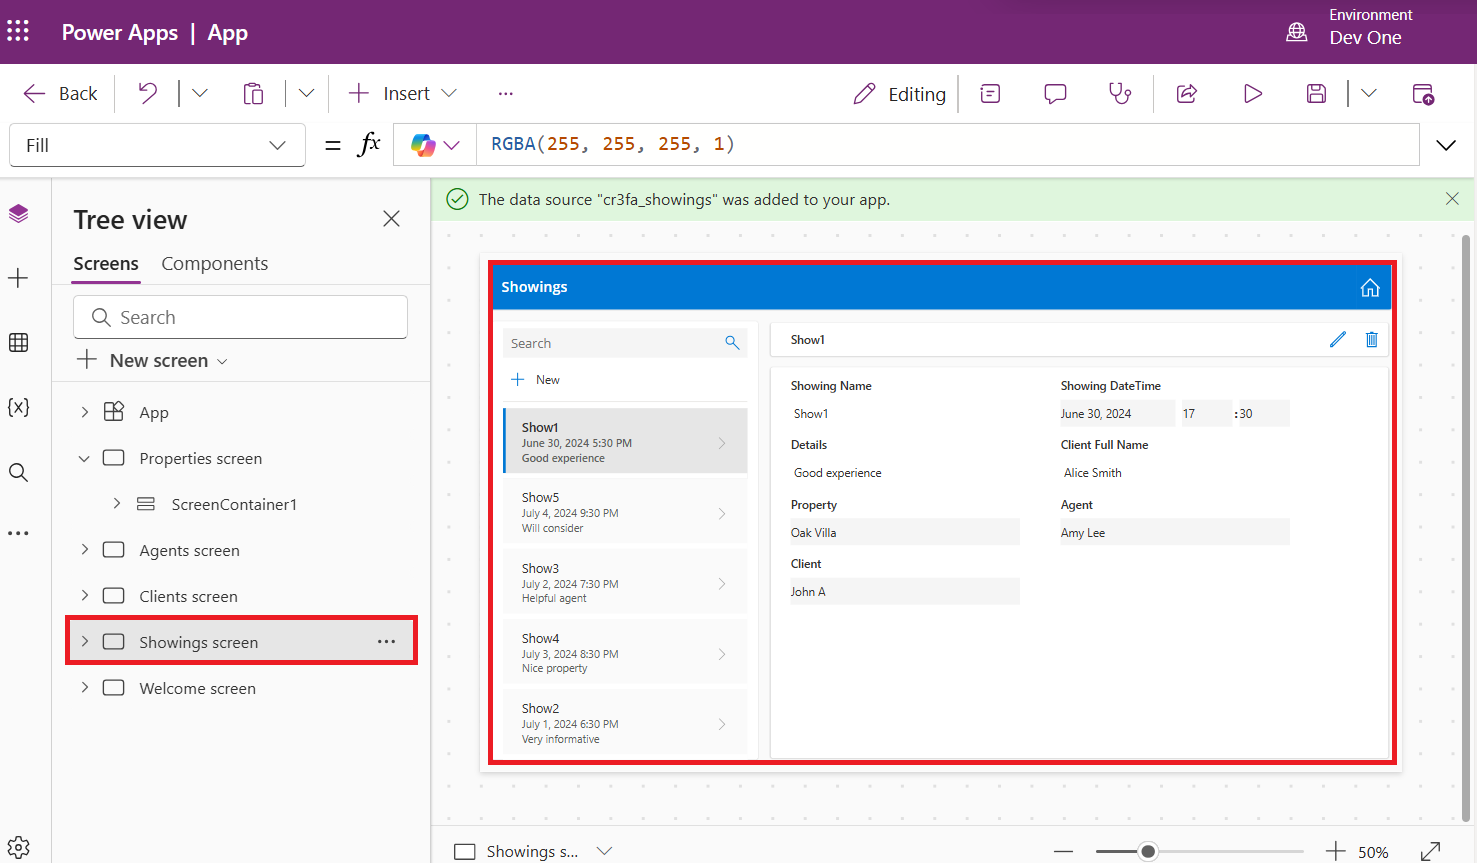 Power Apps | App
Environment
Dev One
Back
Insert
...
Editing
Fill
= fx
RGBA(255, 255, 255, 1)
Tree view
Screens
Components
Search
New screen
App
Properties screen
ScreenContainer1
Agents screen
Clients screen
Showings screen
Welcome screen
The data source "cr3fa_showings" was added to your app.
Showings
Search
New
Show1
June 30, 2024 5:30 PM
Good experience
Show5
July 4, 2024 9:30 PM
Will consider
Show3
July 2, 2024 7:30 PM
Helpful agent
Show4
July 3, 2024 8:30 PM
Nice property
Show2
July 1, 2024 6:30 PM
Very informative
Show1
Showing Name
Show1
Showing DateTime
June 30, 2024 17 :30
Details
Good experience
Client Full Name
Alice Smith
Property
Oak Villa
Agent
Amy Lee
Client
John A
Showings s...
50%